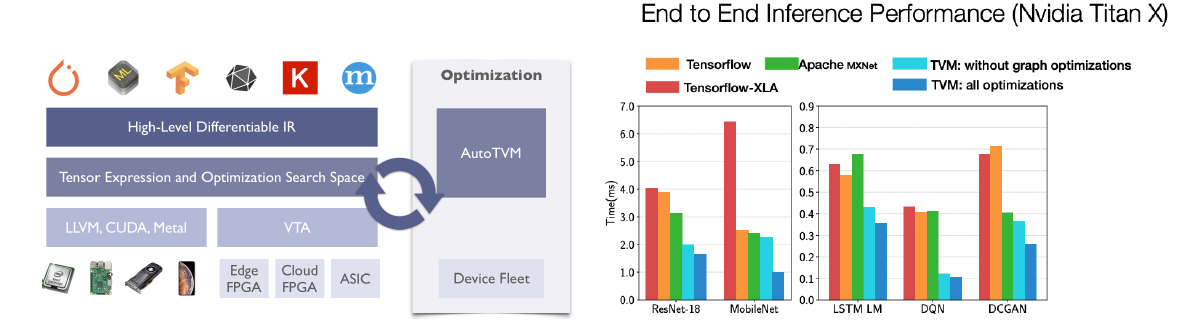 End to End Inference Performance (Nvidia Titan X)
ML
K
m
High-Level Differentiable IR
Tensor Expression and Optimization Search Space
LLVM, CUDA, Metal
VTA
Edge
FPGA
Cloud
FPGA
ASIC
Optimization
AutoTVM
Device Fleet
Tensorflow
Apache MXNet
TVM: without graph optimizations
Tensorflow-XLA
TVM: all optimizations
Time(ms)
7.0
6.0
5.0
4.0
3.0
2.0
1.0
0.0
ResNet-18
MobileNet
0.9
0.8
0.7
0.6
0.5
0.4
0.3
0.2
0.1
0.0
LSTM LM
DQN
DCGAN